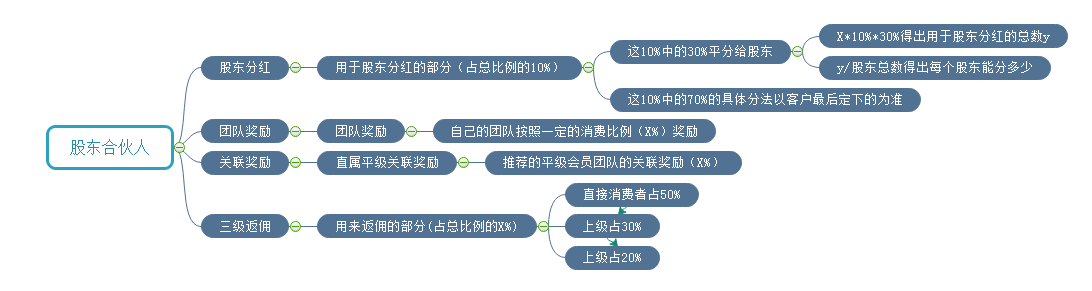 股东合伙人
股东分红
用于股东分红的部分（占总比例的10%）
这10%中的30%平分给股东
X*10%*30%得出用于股东分红的总数y
y/股东总数得出每个股东能分多少
这10%中的70%的具体分法以客户最后定下的为准
团队奖励
团队奖励
自己的团队按照一定的消费比例（X%）奖励
关联奖励
直属平级关联奖励
推荐的平级会员团队的关联奖励（X%）
三级返佣
用来返佣的部分(占总比例的X%)
直接消费者占50%
上级占30%
上级占20%